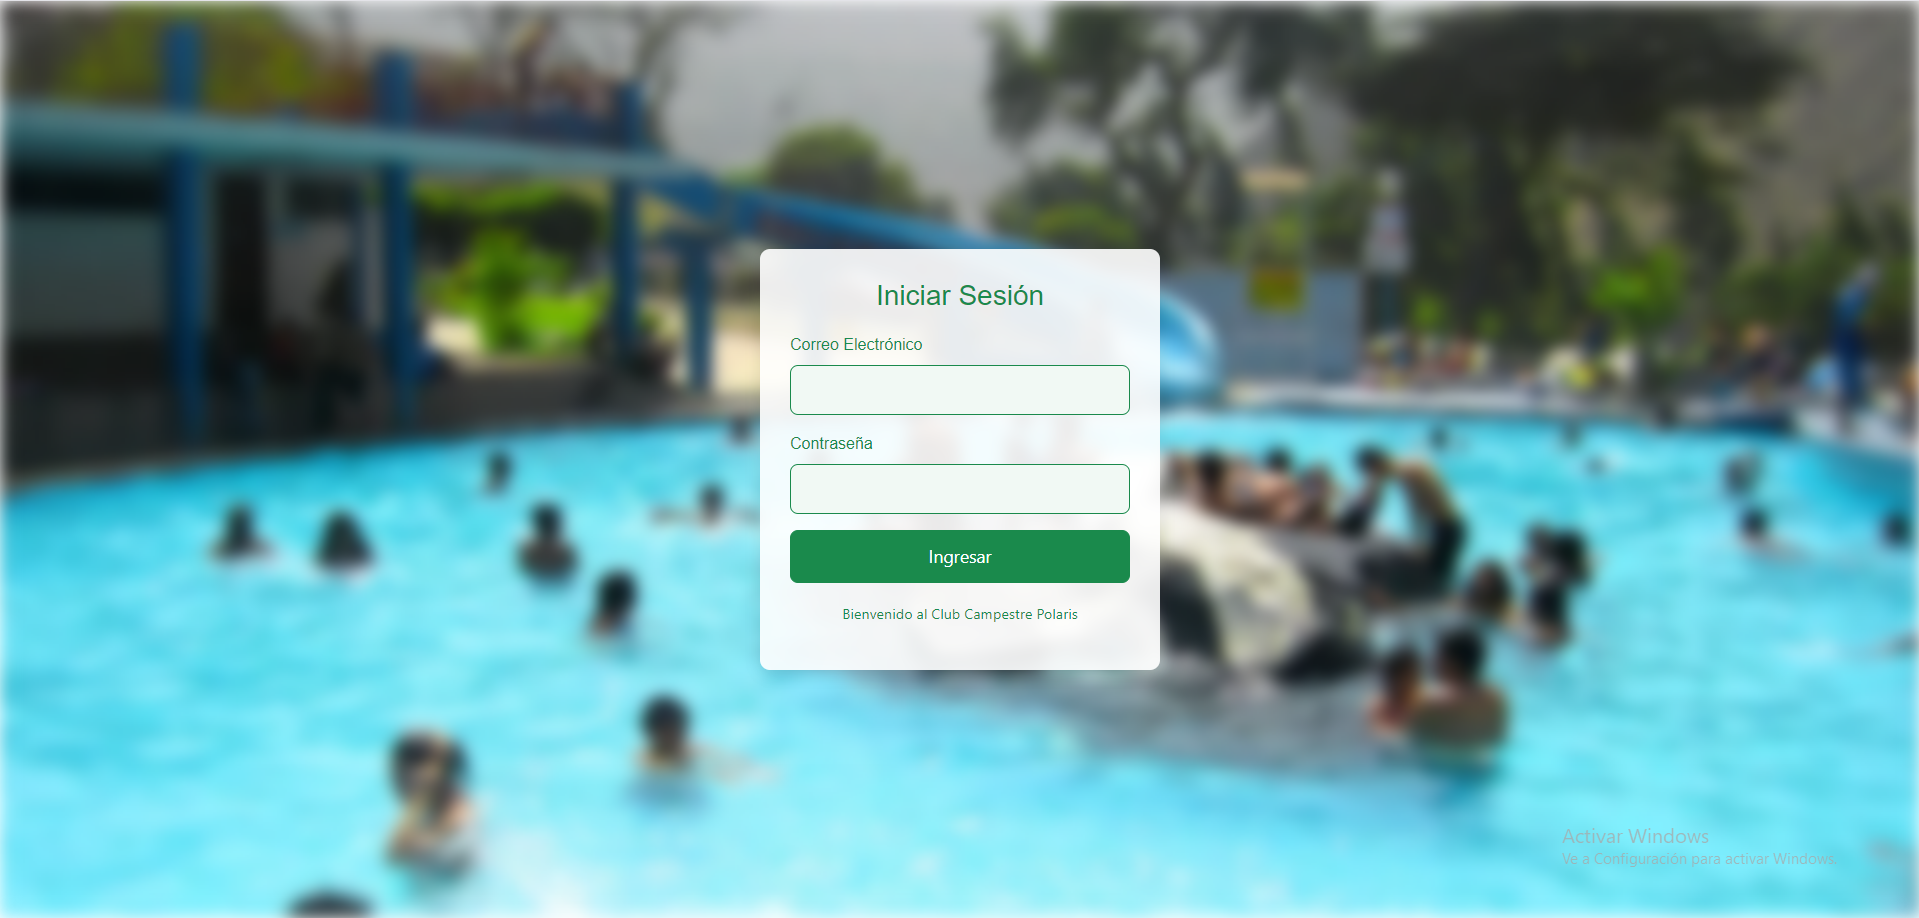 Iniciar Sesión
Correo Electrónico
Contraseña
Ingresar
Bienvenido al Club Campestre Polaris
Activar Windows
Ve a Configuración para activar Windows.